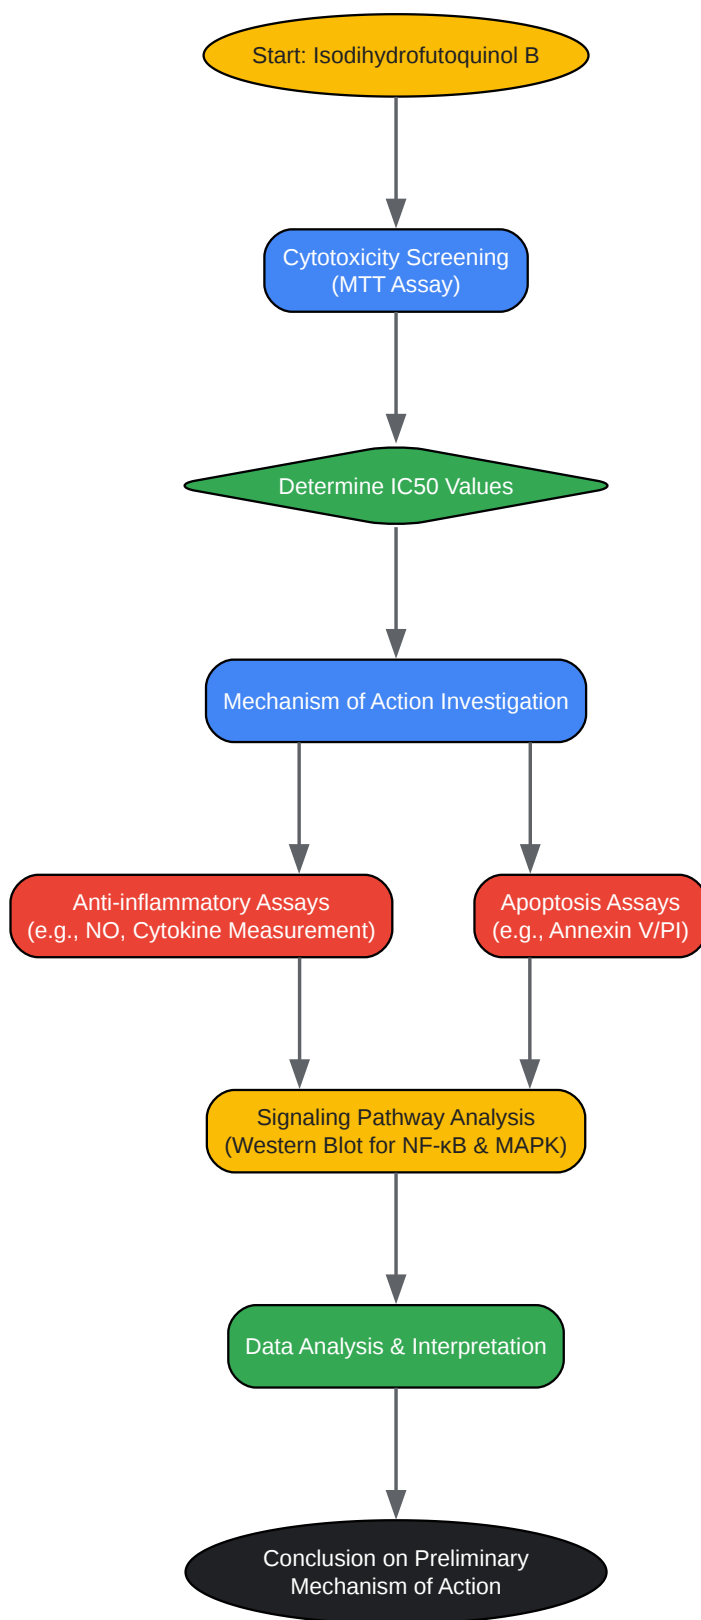 Start: Isodihydrofutoquinol B
Cytotoxicity Screening
(MTT Assay)
Determine IC50 Values
Mechanism of Action Investigation
Anti-inflammatory Assays
(e.g., NO, Cytokine Measurement)
Apoptosis Assays
(e.g., Annexin V/PI)
Signaling Pathway Analysis
(Western Blot for NF-κB & MAPK)
Data Analysis & Interpretation
Conclusion on Preliminary
Mechanism of Action